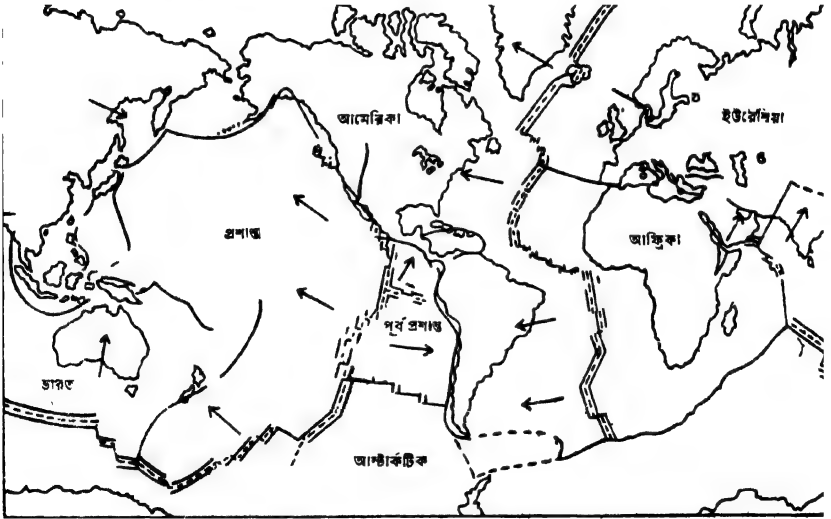 আমেরিকা
ইউরেশিয়া
প্রশান্ত
আফ্রিকা
পূর্ব প্রশান্ত
ভারত
আন্টার্কটিক